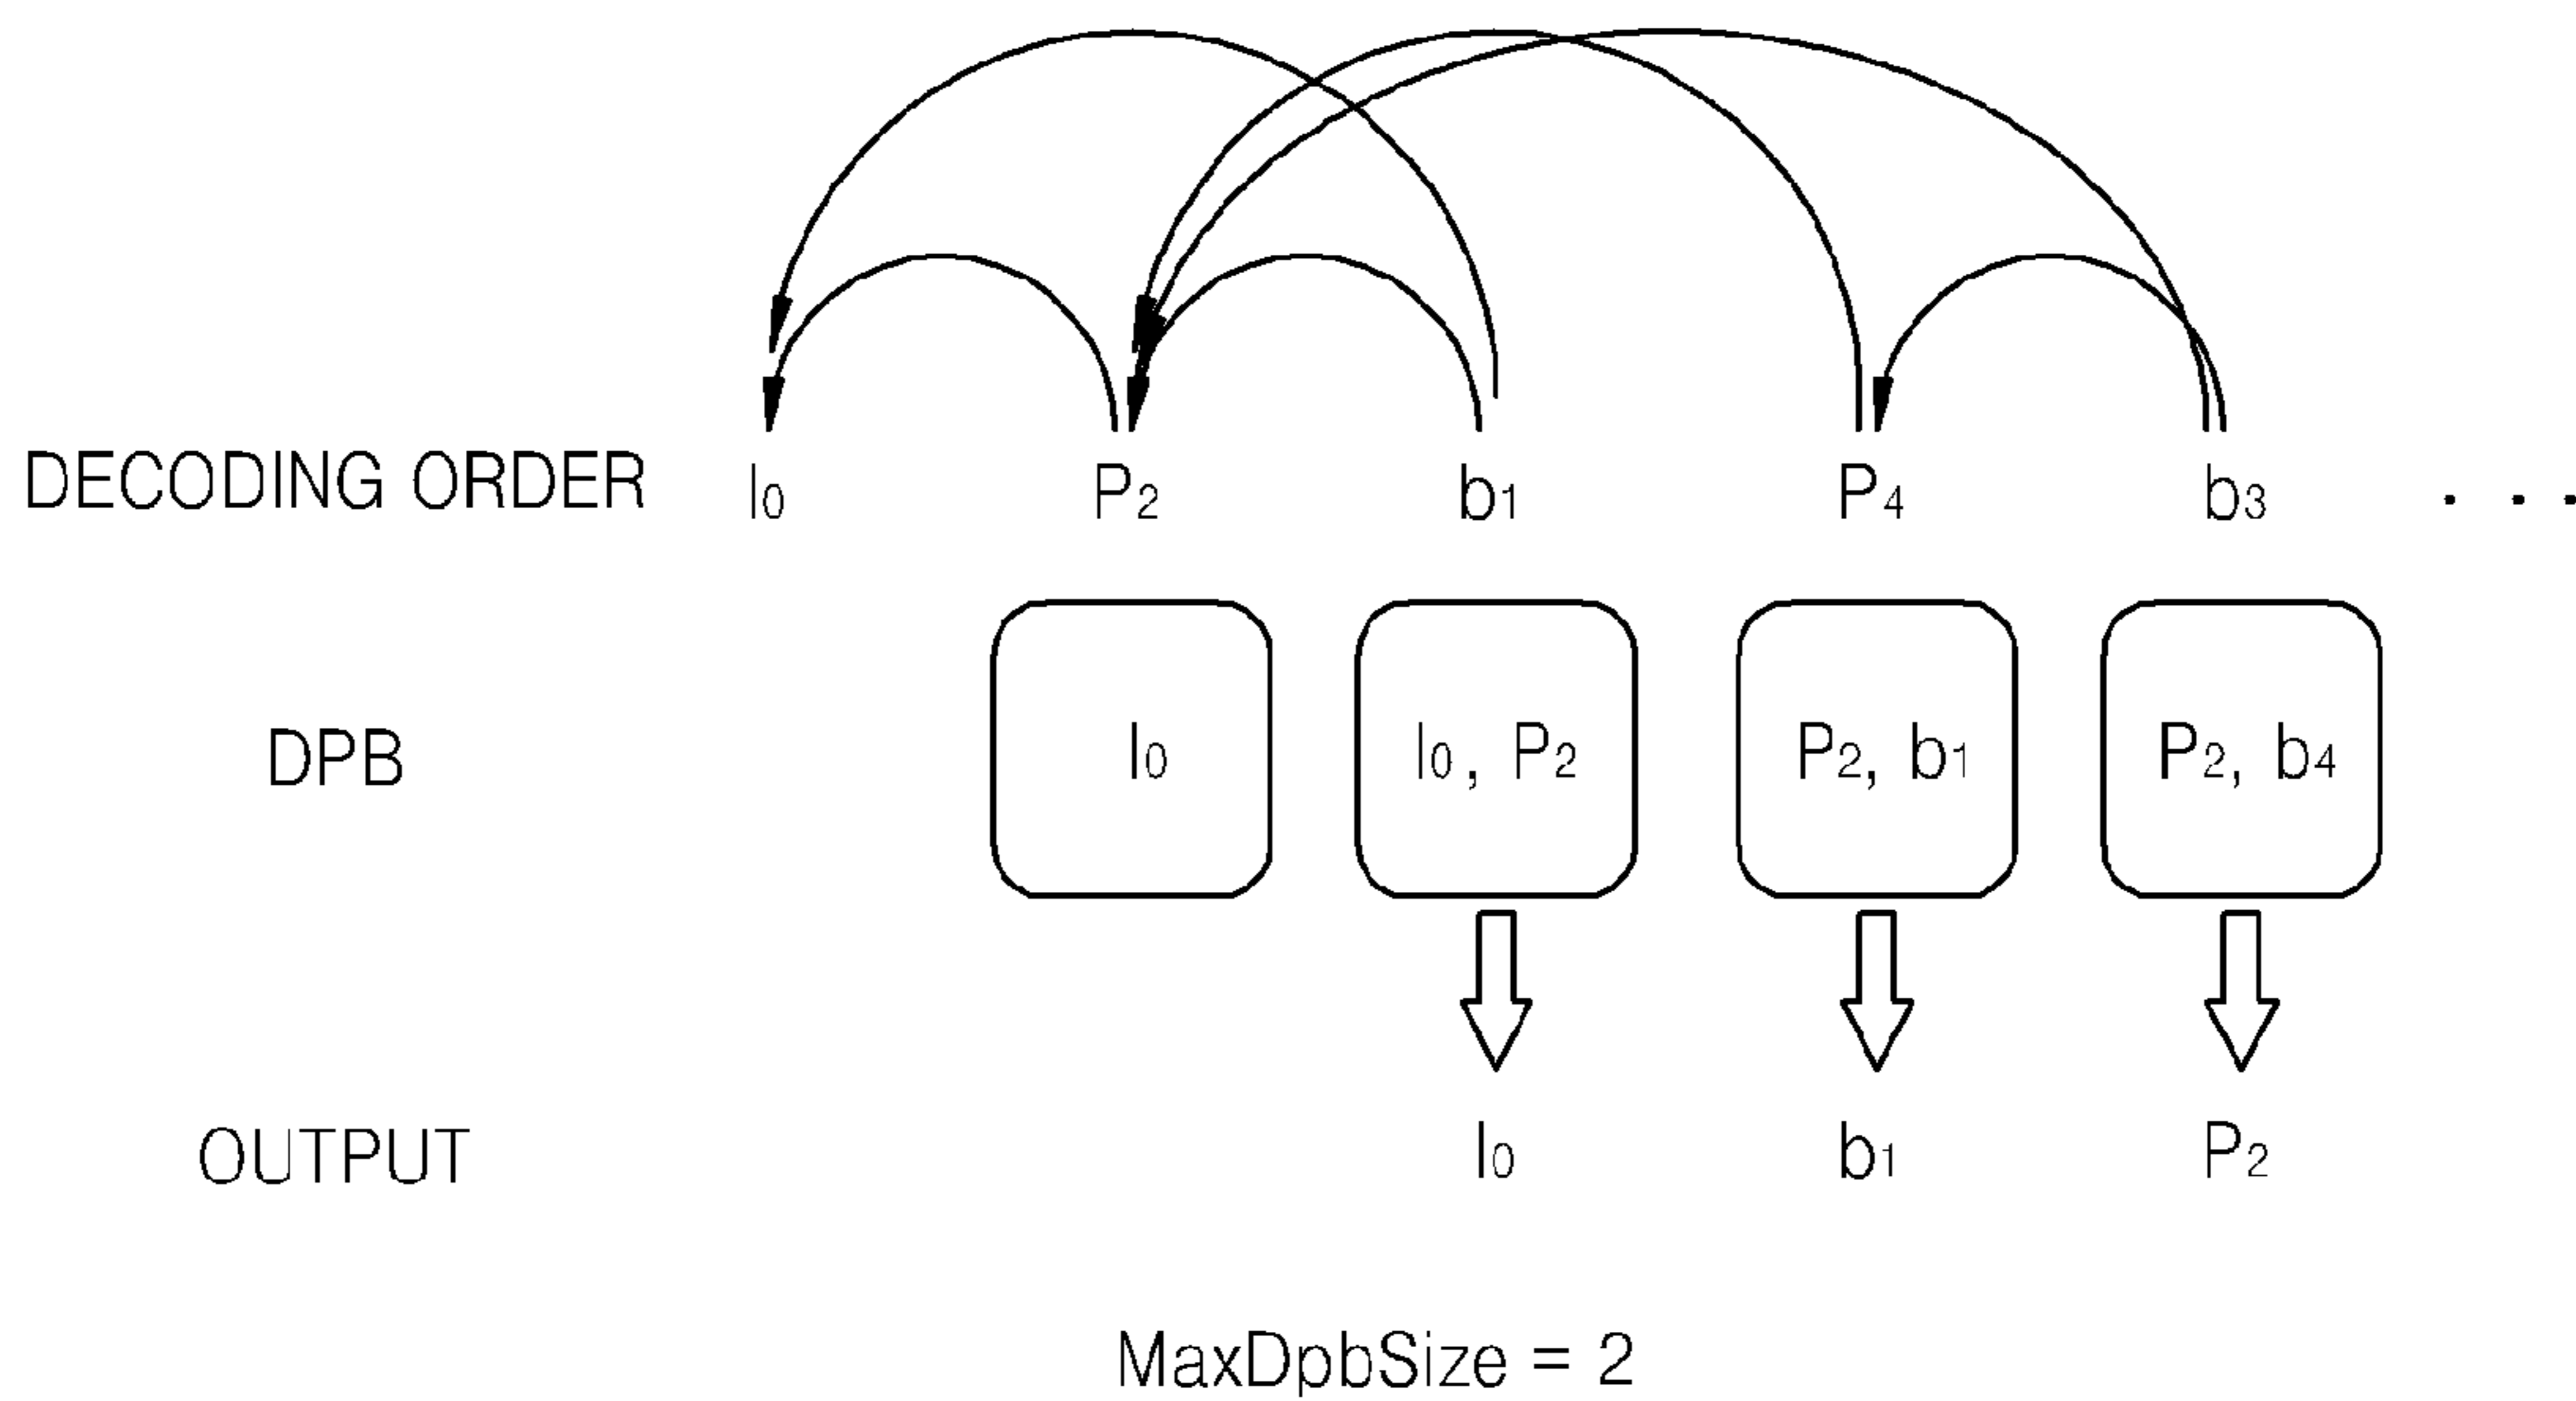 DECODING ORDER I0 P2 b1 P4 b3 . . .
DPB I0 I0, P2 P2, b1 P2, b4
OUTPUT I0 b1 P2
MaxDpbSize = 2